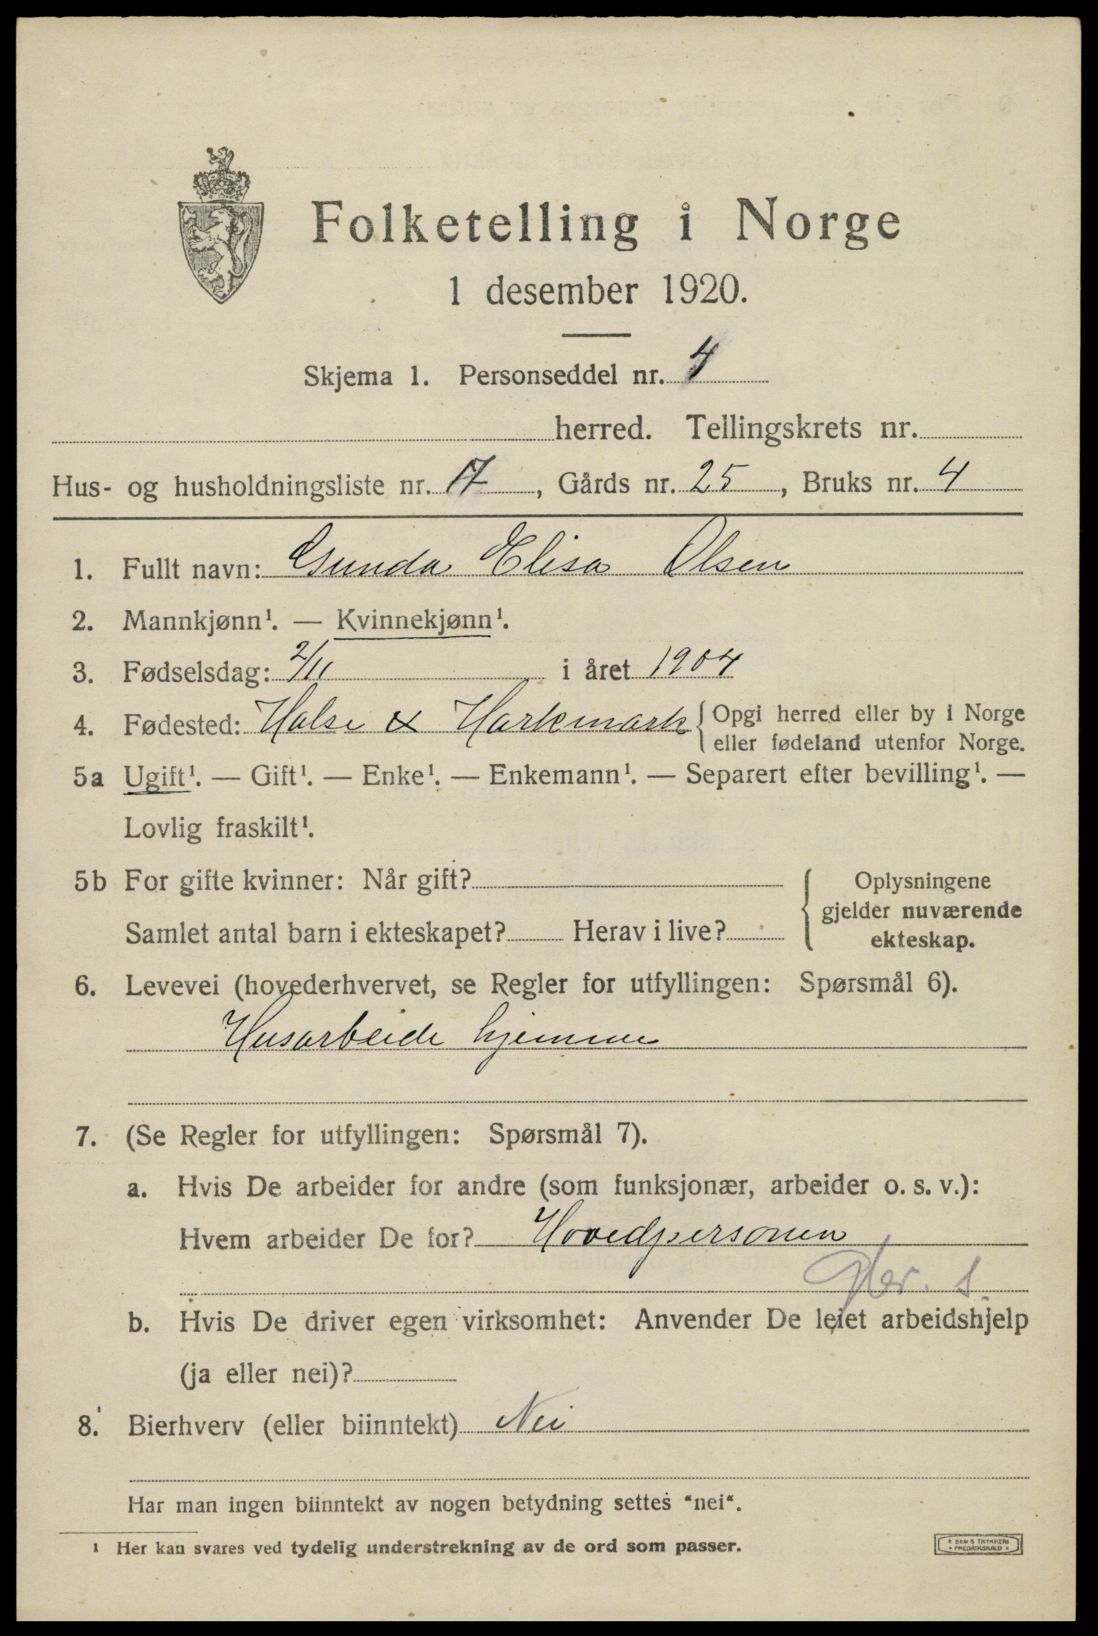 Folketelling i Norge
1 desember 1920.
Skjema 1. Personseddel nr. 4
herred. Tellingskrets nr.
Hus- og husholdningsliste nr. 17, Gårds nr. 25, Bruks nr. 4
1. Fullt navn: Gunda Elisa Olsen
2. Mannkjønn¹. — Kvinnekjønn¹.
3. Fødselsdag: 2/11 i året 1904
4. Fødested: Halse & Harkmark {Opgi herred eller by i Norge
eller fødeland utenfor Norge.
5a Ugift¹. — Gift¹. — Enke¹. — Enkemann¹. — Separert efter bevilling¹. —
Lovlig fraskilt¹.
5b For gifte kvinner: Når gift?
Samlet antal barn i ekteskapet? Herav i live?
{ Oplysningene
gjelder nuværende
ekteskap.
6. Levevei (hovederhvervet, se Regler for utfyllingen: Spørsmål 6).
Husarbeide hjemme
7. (Se Regler for utfyllingen: Spørsmål 7).
a. Hvis De arbeider for andre (som funksjonær, arbeider o. s. v.):
Hvem arbeider De for? Hovedpersonen
b. Hvis De driver egen virksomhet: Anvender De leiet arbeidshjelp
(ja eller nei)?
8. Bierhverv (eller biinntekt) Nei
Har man ingen biinntekt av nogen betydning settes "nei".
¹ Her kan svares ved tydelig understrekning av de ord som passer.